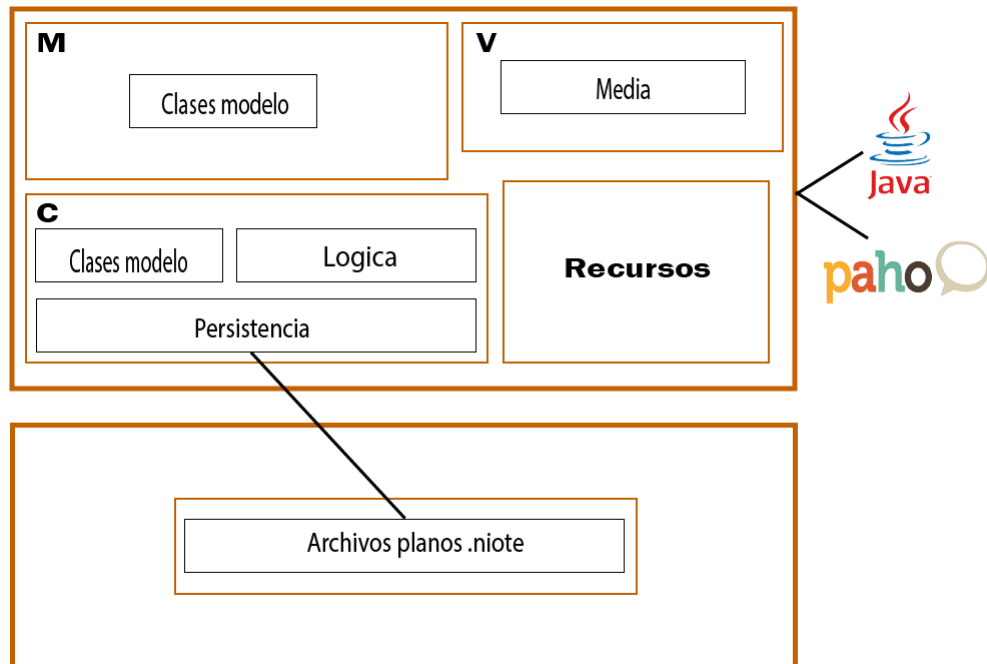 M
Clases modelo
V
Media
Java
C
Clases modelo
Logica
Persistencia
Recursos
paho
Archivos planos .niote